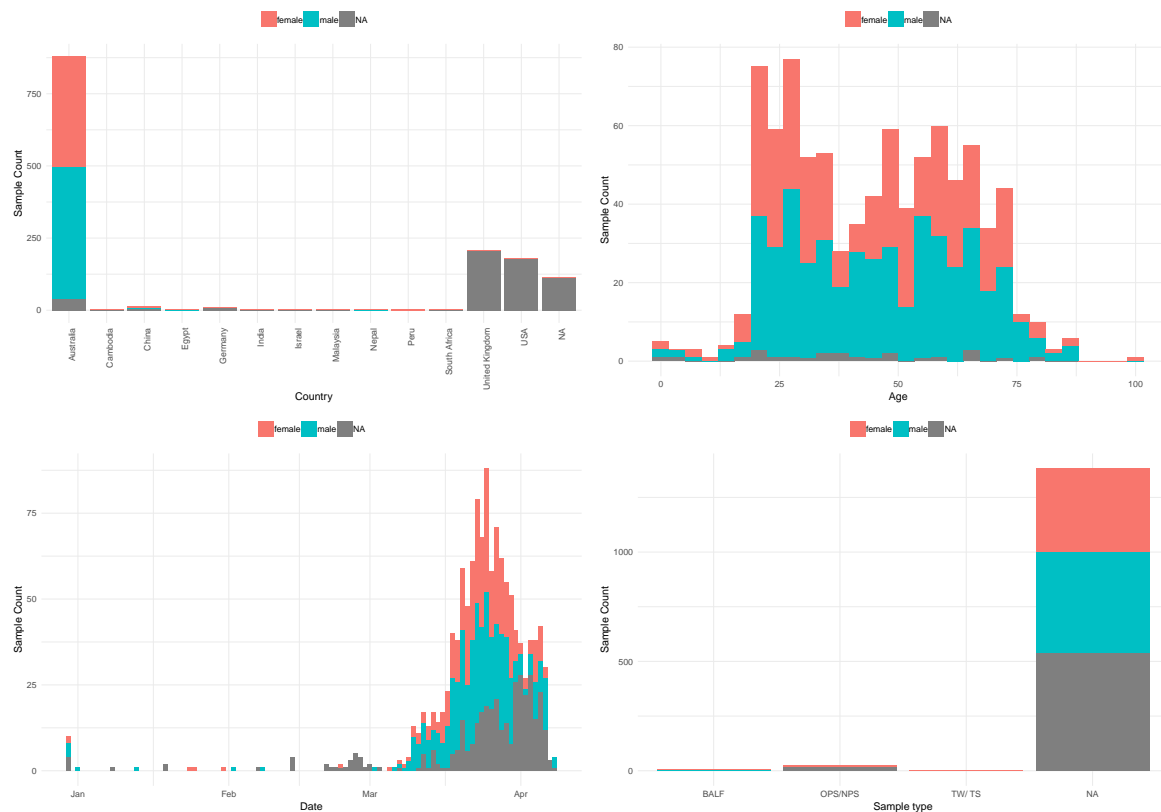 female male NA
750
500
250
0
Sample Count
Australia
Cambodia
China
Egypt
Germany
India
Israel
Malaysia
Nepal
Peru
South Africa
United Kingdom
USA
NA
Country
female male NA
80
60
40
20
0
Sample Count
0 25 50 75 100
Age
female male NA
75
50
25
0
Sample Count
Jan Feb Mar Apr
Date
female male NA
1000
500
0
Sample Count
BALF OPS/NPS TW/ TS NA
Sample type